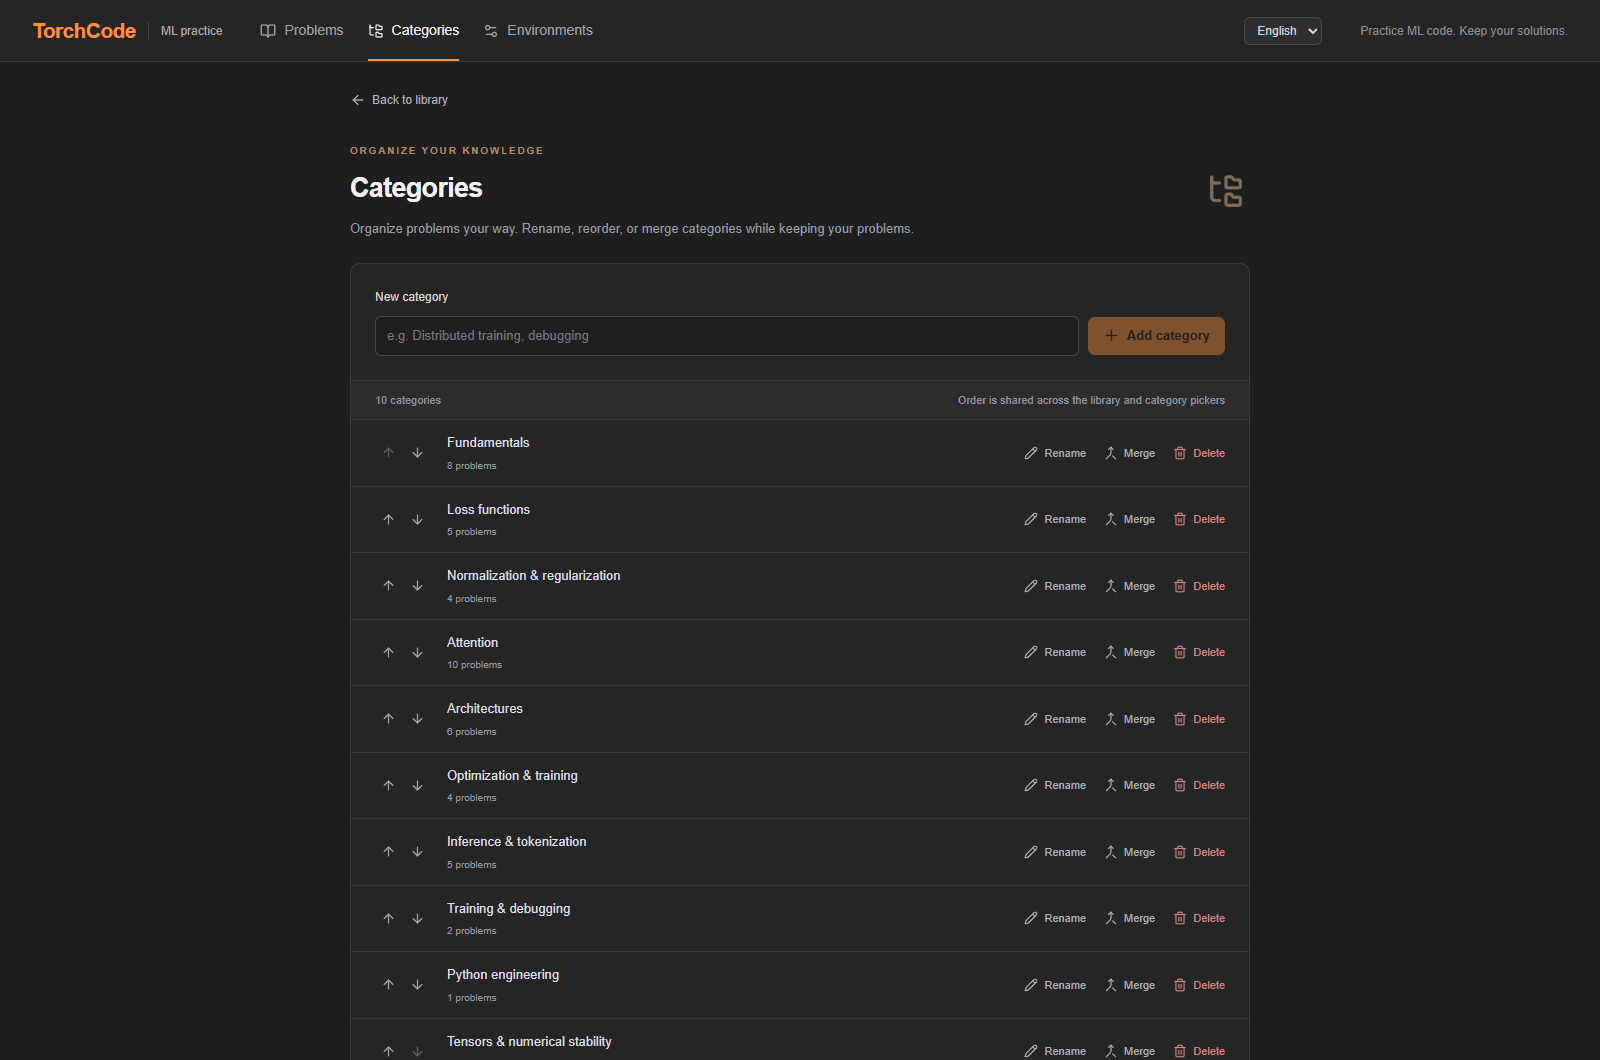 TorchCode ML practice Problems Categories Environments English Practice ML code. Keep your solutions.
Back to library
ORGANIZE YOUR KNOWLEDGE
Categories
Organize problems your way. Rename, reorder, or merge categories while keeping your problems.
New category
e.g. Distributed training, debugging Add category
10 categories Order is shared across the library and category pickers
Fundamentals
8 problems
Rename Merge Delete
Loss functions
5 problems
Rename Merge Delete
Normalization & regularization
4 problems
Rename Merge Delete
Attention
10 problems
Rename Merge Delete
Architectures
6 problems
Rename Merge Delete
Optimization & training
4 problems
Rename Merge Delete
Inference & tokenization
5 problems
Rename Merge Delete
Training & debugging
2 problems
Rename Merge Delete
Python engineering
1 problems
Rename Merge Delete
Tensors & numerical stability
Rename Merge Delete